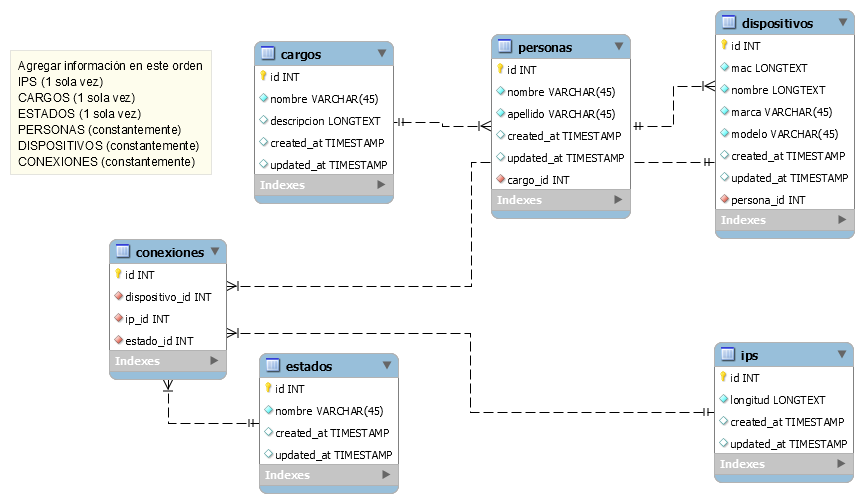 Agregar información en este orden
IPS (1 sola vez)
CARGOS (1 sola vez)
ESTADOS (1 sola vez)
PERSONAS (constantemente)
DISPOSITIVOS (constantemente)
CONEXIONES (constantemente)
cargos
id INT
nombre VARCHAR(45)
descripcion LONGTEXT
created_at TIMESTAMP
updated_at TIMESTAMP
Indexes
personas
id INT
nombre VARCHAR(45)
apellido VARCHAR(45)
created_at TIMESTAMP
updated_at TIMESTAMP
cargo_id INT
Indexes
dispositivos
id INT
mac LONGTEXT
nombre LONGTEXT
marca VARCHAR(45)
modelo VARCHAR(45)
created_at TIMESTAMP
updated_at TIMESTAMP
persona_id INT
Indexes
conexiones
id INT
dispositivo_id INT
ip_id INT
estado_id INT
Indexes
estados
id INT
nombre VARCHAR(45)
created_at TIMESTAMP
updated_at TIMESTAMP
Indexes
ips
id INT
longitud LONGTEXT
created_at TIMESTAMP
updated_at TIMESTAMP
Indexes